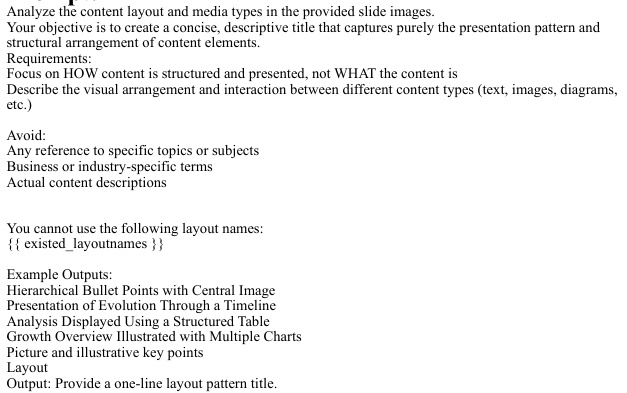 Analyze the content layout and media types in the provided slide images.
Your objective is to create a concise, descriptive title that captures purely the presentation pattern and
structural arrangement of content elements.
Requirements:
Focus on HOW content is structured and presented, not WHAT the content is
Describe the visual arrangement and interaction between different content types (text, images, diagrams,
etc.)
Avoid:
Any reference to specific topics or subjects
Business or industry-specific terms
Actual content descriptions
You cannot use the following layout names:
{{ existed_layoutnames }}
Example Outputs:
Hierarchical Bullet Points with Central Image
Presentation of Evolution Through a Timeline
Analysis Displayed Using a Structured Table
Growth Overview Illustrated with Multiple Charts
Picture and illustrative key points
Layout
Output: Provide a one-line layout pattern title.